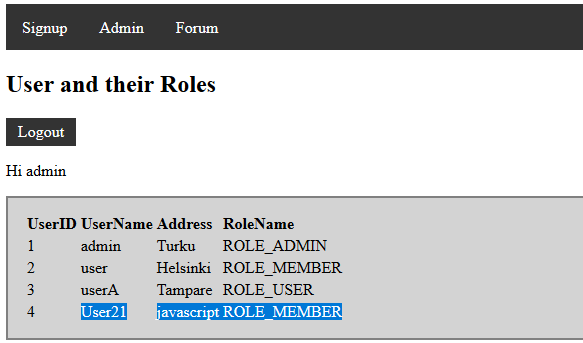 Signup Admin Forum
User and their Roles
Logout
Hi admin
UserID UserName Address RoleName
1 admin Turku ROLE_ADMIN
2 user Helsinki ROLE_MEMBER
3 userA Tampare ROLE_USER
4 User21 javascript ROLE_MEMBER